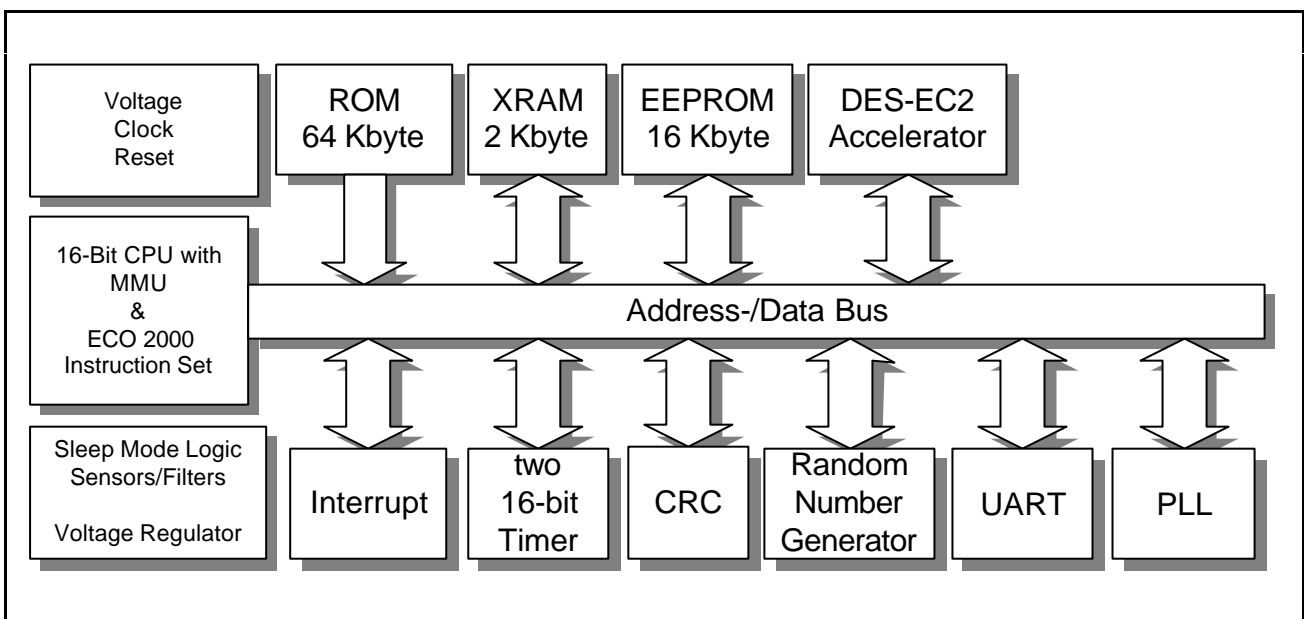 Voltage
Clock
Reset
ROM
64 Kbyte
XRAM
2 Kbyte
EEPROM
16 Kbyte
DES-EC2
Accelerator
16-Bit CPU with
MMU
&
ECO 2000
Instruction Set
Address-/Data Bus
Sleep Mode Logic
Sensors/Filters
Voltage Regulator
Interrupt
two
16-bit
Timer
CRC
Random
Number
Generator
UART
PLL